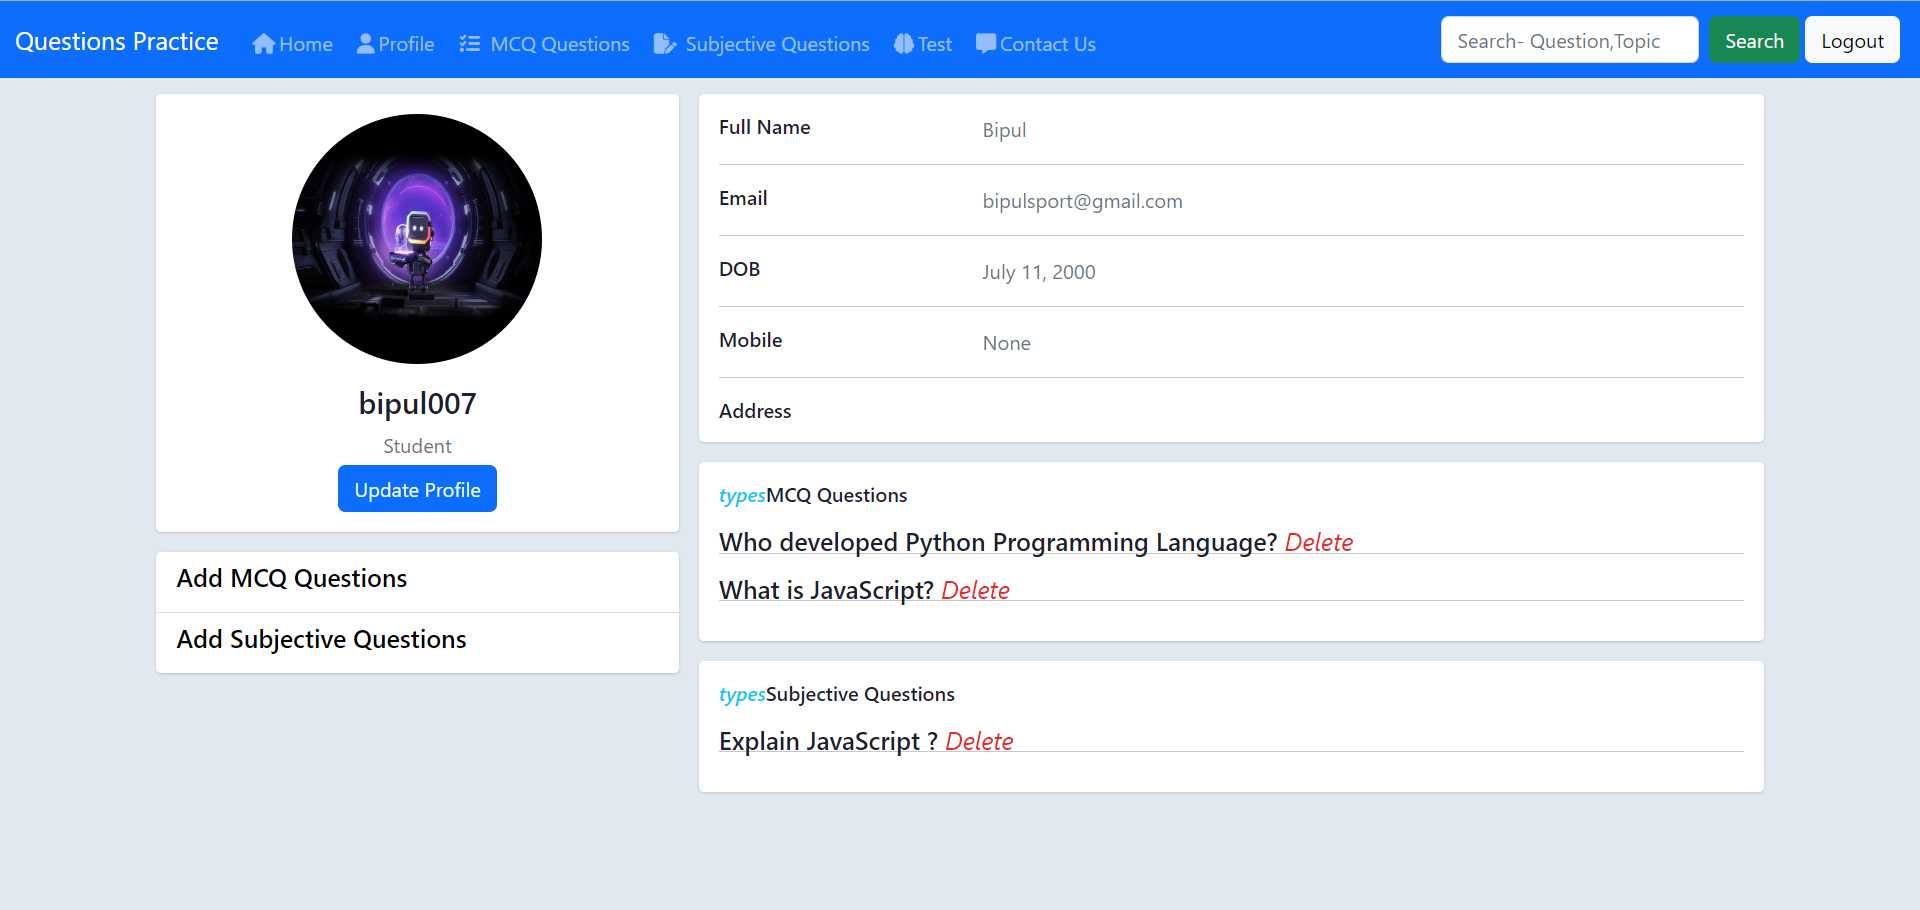 Questions Practice Home Profile MCQ Questions Subjective Questions Test Contact Us Search- Question,Topic Search Logout
bipul007
Student
Update Profile
Add MCQ Questions
Add Subjective Questions
Full Name Bipul
Email bipulsport@gmail.com
DOB July 11, 2000
Mobile None
Address
typesMCQ Questions
Who developed Python Programming Language? Delete
What is JavaScript? Delete
typesSubjective Questions
Explain JavaScript ? Delete